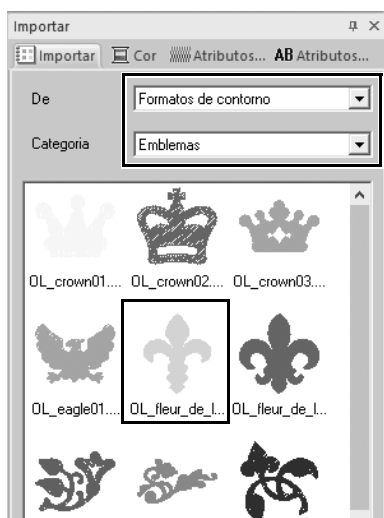 Importar
Importar Cor Atributos... AB Atributos...
De Formatos de contorno
Categoria Emblemas
OL_crown01.... OL_crown02.... OL_crown03....
OL_eagle01.... OL_fleur_de_l... OL_fleur_de_l...